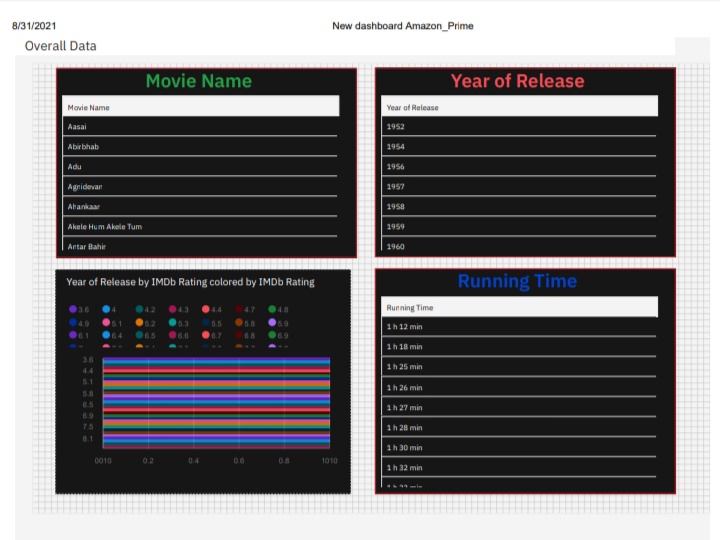 8/31/2021
New dashboard Amazon_Prime
Overall Data
Movie Name
Movie Name
Aasai
Abirbhab
Adu
Agnidevan
Ahankaar
Akele Hum Akele Tum
Antar Bahir
Year of Release
Year of Release
1952
1954
1956
1957
1958
1959
1960
Year of Release by IMDb Rating colored by IMDb Rating
3.6 4 4.2 4.3 4.4 4.7 4.8
4.9 5.1 5.2 5.3 5.5 5.8 5.9
6.1 6.4 6.5 6.6 6.7 6.8 6.9
3.6
4.4
5.1
5.8
6.5
6.9
7.5
8.1
0010 0.2 0.4 0.6 0.8 1010
Running Time
Running Time
1 h 12 min
1 h 18 min
1 h 25 min
1 h 26 min
1 h 27 min
1 h 28 min
1 h 30 min
1 h 32 min